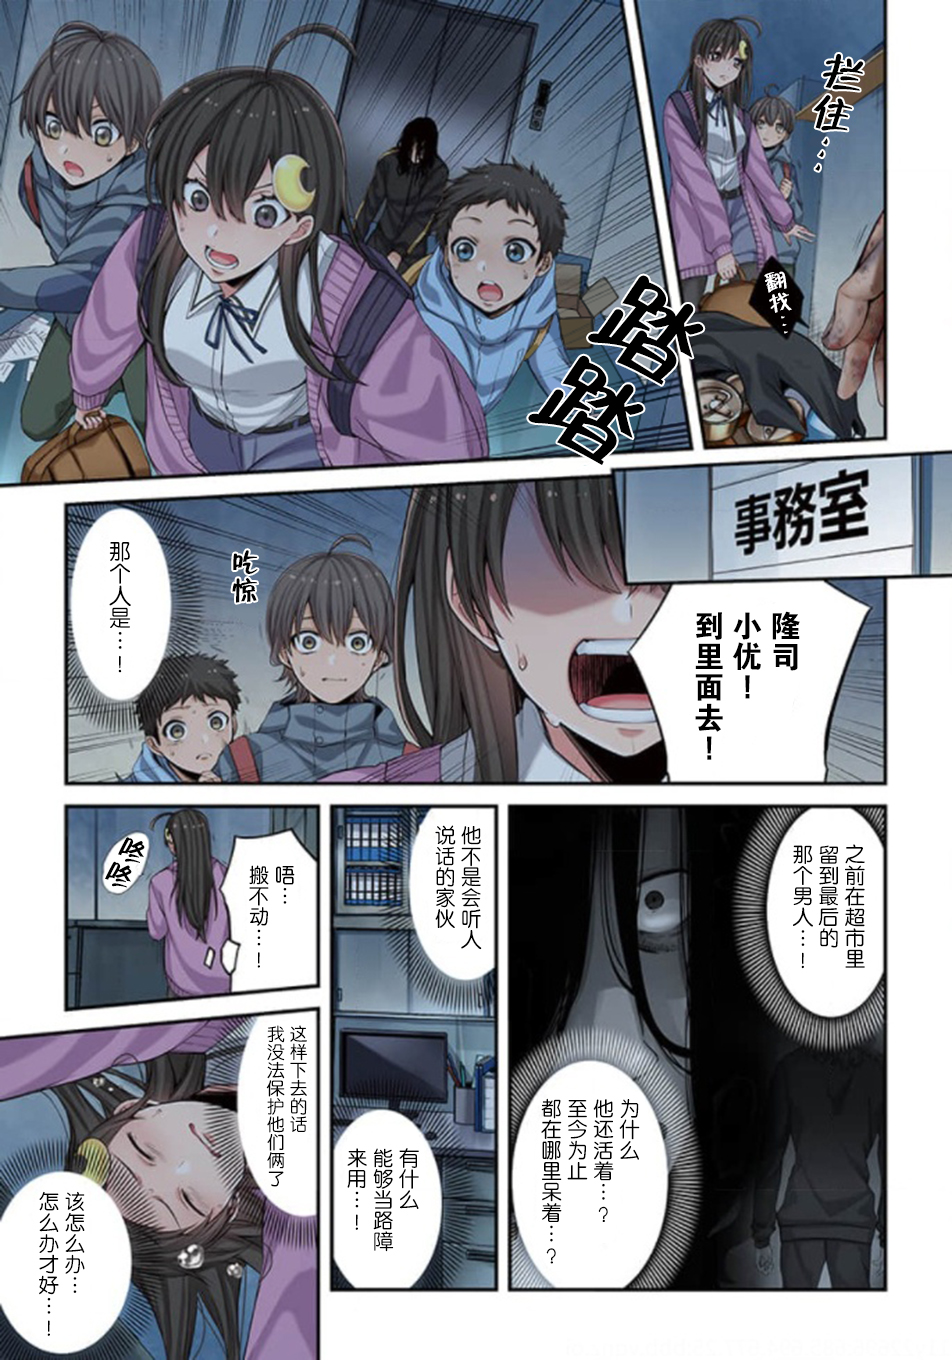 拦住…
翻找…
踏
踏
事務室
隆司
小优！
到里面去！
吃惊
那个人是…！
之前在超市里
留到最后的
那个男人…！
为什么
他还活着…？
至今为止
都在哪里呆着…？
他不是会听人
说话的家伙
有什么
能够当路障
来用…！
唔…
搬不动…！
咚
咚
这样下去的话
我没法保护他们俩了
该怎么办…
怎么办才好…！